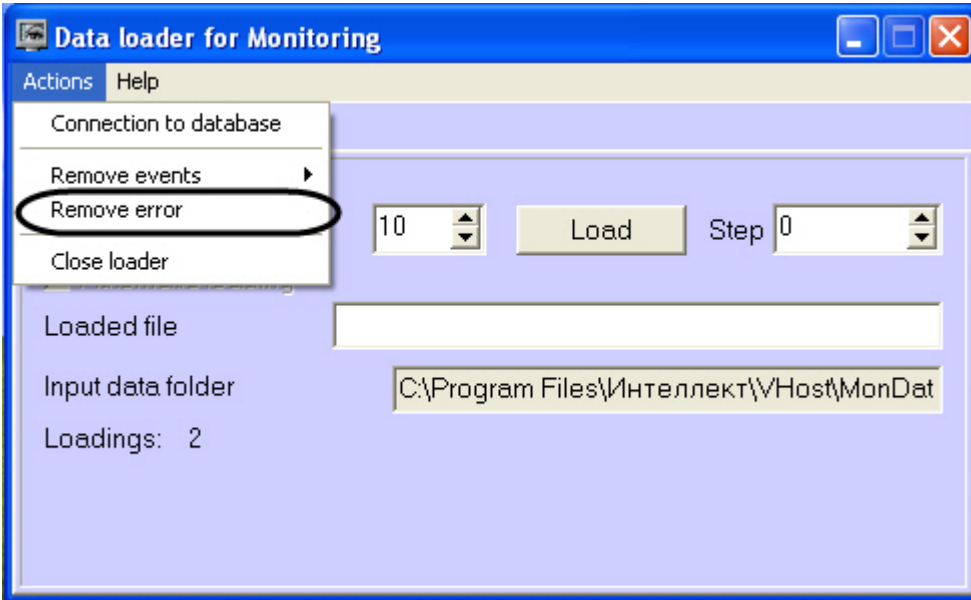 Data loader for Monitoring
Actions Help
Connection to database
Remove events
Remove error
10 Load Step 0
Close loader
Loaded file
Input data folder C:\Program Files\Интеллект\VHost\MonDat
Loadings: 2